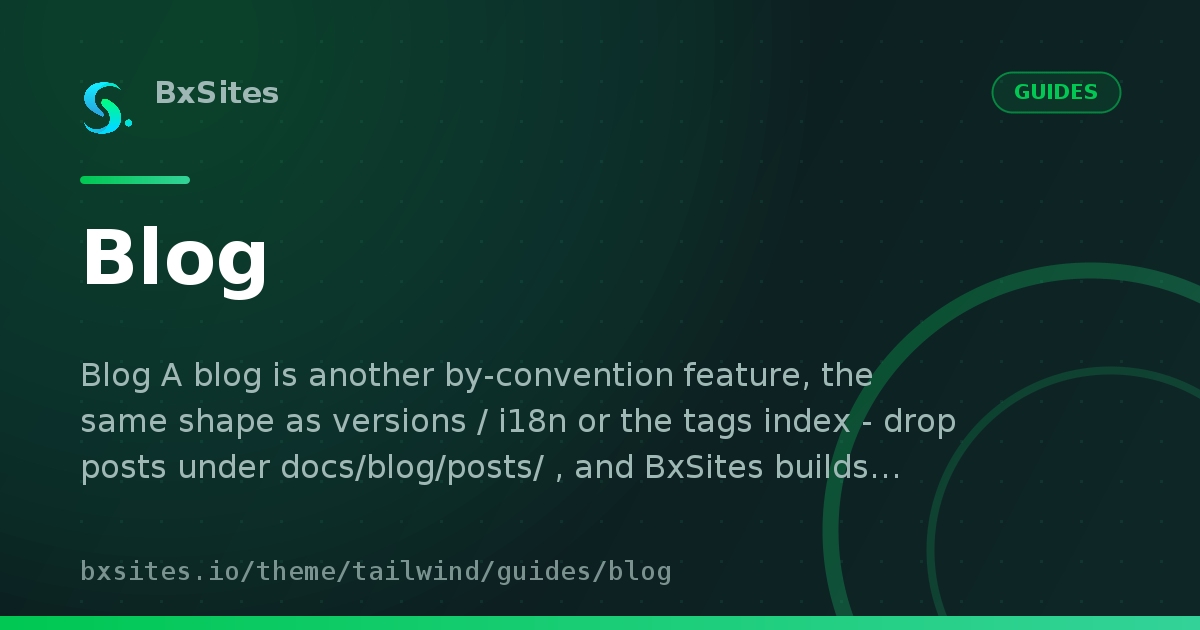 BxSites
GUIDES
Blog
Blog A blog is another by-convention feature, the
same shape as versions / i18n or the tags index - drop
posts under docs/blog/posts/ , and BxSites builds...
bxsites.io/theme/tailwind/guides/blog